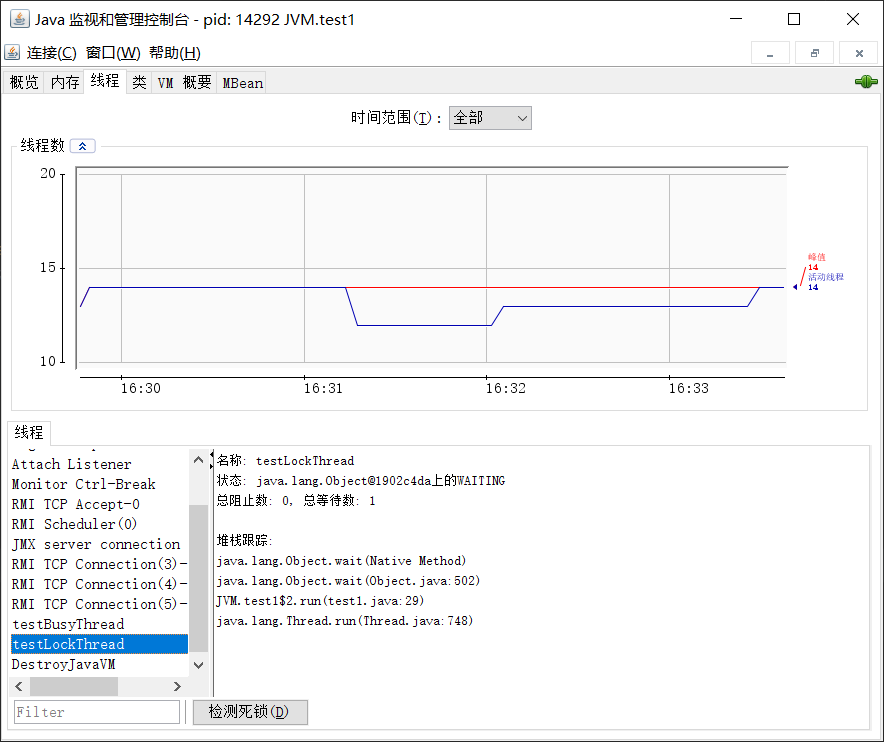 Java 监视和管理控制台 - pid: 14292 JVM.test1
连接(C) 窗口(W) 帮助(H)
概览 内存 线程 类 VM 概要 MBean
时间范围(T): 全部
线程数
20
15
10
峰值
14
活动线程
14
16:30 16:31 16:32 16:33
线程
Attach Listener
Monitor Ctrl-Break
RMI TCP Accept-0
RMI Scheduler(0)
JMX server connection
RMI TCP Connection(3)-
RMI TCP Connection(4)-
RMI TCP Connection(5)-
testBusyThread
testLockThread
DestroyJavaVM
Filter
名称: testLockThread
状态: java.lang.Object@1902c4da上的WAITING
总阻止数: 0, 总等待数: 1
堆栈跟踪:
java.lang.Object.wait(Native Method)
java.lang.Object.wait(Object.java:502)
JVM.test1$2.run(test1.java:29)
java.lang.Thread.run(Thread.java:748)
检测死锁(D)